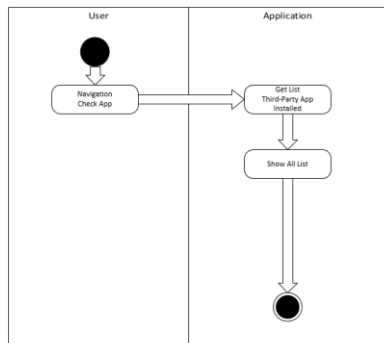 User
Application
Navigation
Check App
Get List
Third-Party App
Installed
Show All List